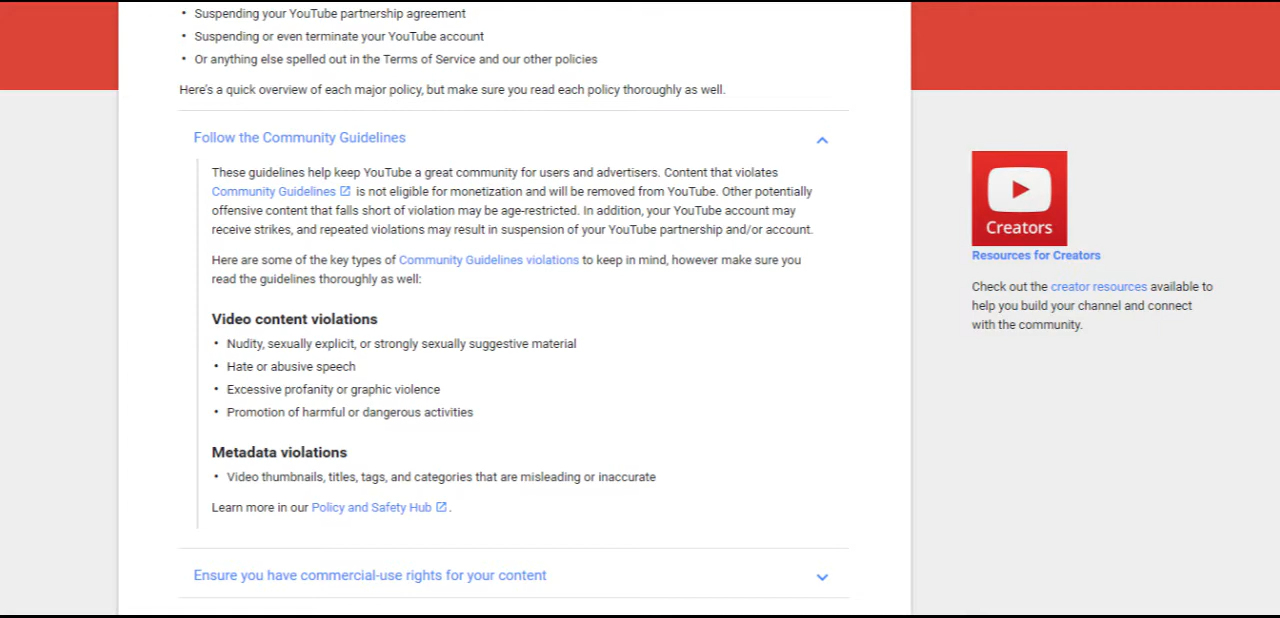 • Suspending your YouTube partnership agreement
• Suspending or even terminate your YouTube account
• Or anything else spelled out in the Terms of Service and our other policies
Here's a quick overview of each major policy, but make sure you read each policy thoroughly as well.
Follow the Community Guidelines
These guidelines help keep YouTube a great community for users and advertisers. Content that violates
Community Guidelines is not eligible for monetization and will be removed from YouTube. Other potentially
offensive content that falls short of violation may be age-restricted. In addition, your YouTube account may
receive strikes, and repeated violations may result in suspension of your YouTube partnership and/or account.
Here are some of the key types of Community Guidelines violations to keep in mind, however make sure you
read the guidelines thoroughly as well:
Video content violations
• Nudity, sexually explicit, or strongly sexually suggestive material
• Hate or abusive speech
• Excessive profanity or graphic violence
• Promotion of harmful or dangerous activities
Metadata violations
• Video thumbnails, titles, tags, and categories that are misleading or inaccurate
Learn more in our Policy and Safety Hub .
Ensure you have commercial-use rights for your content
Creators
Resources for Creators
Check out the creator resources available to
help you build your channel and connect
with the community.